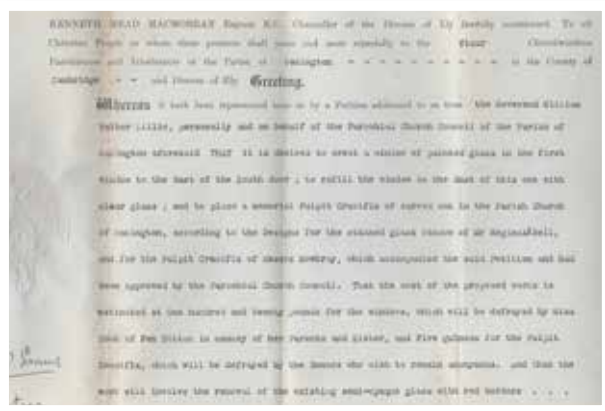 KENNETH MEAD MACMORRAN Esquire K.C. Chancellor of the Diocese of Ely lawfully constituted. To all
Christian People to whom these presents shall come and more especially to the Churchwardens
Parishioners and Inhabitants of the Parish of in the County of
Cambridge - - and Diocese of Ely Greeting.
Whereas it hath been represented unto us by a Petition addressed to us from the Reverend William
Walter personally and on behalf of the Parochial Church Council of the Parish of
aforesaid That it is desired to erect a window of painted glass in the first
window to the East of the South door ; to refill the window to the East of this one with
clear glass ; and to place a memorial Pulpit Crucifix of carved oak in the Parish Church
of according to the Designs for the stained glass window of Mr Reginald Bell,
and for the Pulpit Crucifix of Messrs Mowbray, which accompanied the said Petition and had
been approved by the Parochial Church Council. That the cost of the proposed works is
estimated at One hundred and twenty pounds for the windows, which will be defrayed by Miss
of Fen Ditton in memory of her Parents and Sister, and Five guineas for the Pulpit
Crucifix, which will be defrayed by the Donors who wish to remain anonymous. and that the
work will involve the removal of the existing semi-opaque glass with red borders . . . .